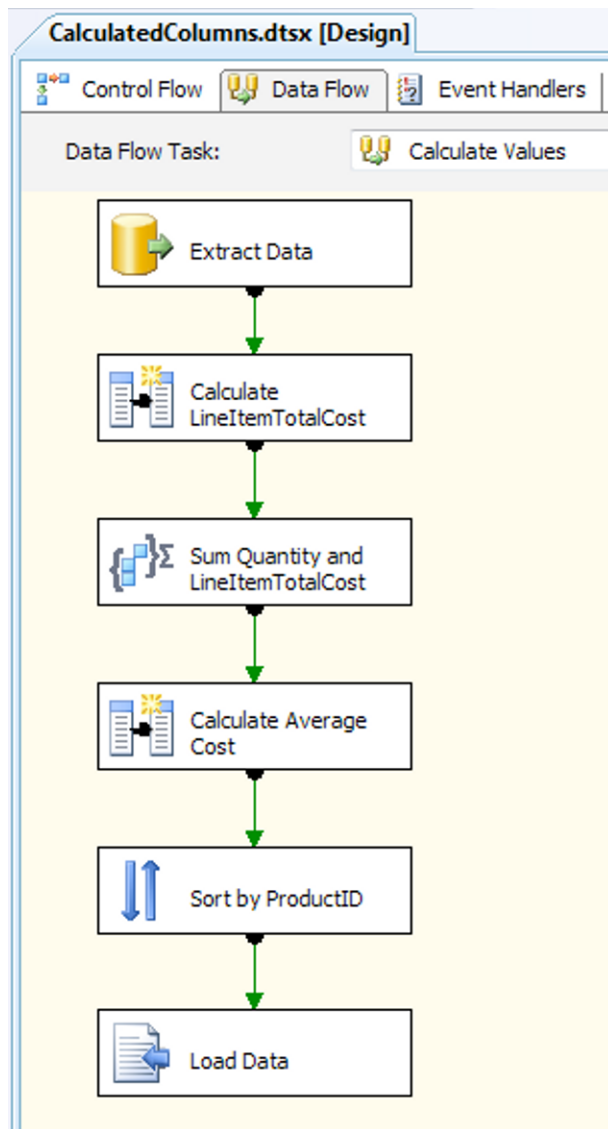 CalculatedColumns.dtsx [Design]
Control Flow
Data Flow
Event Handlers
Data Flow Task:
Calculate Values
Extract Data
Calculate
LineItemTotalCost
Sum Quantity and
LineItemTotalCost
Calculate Average
Cost
Sort by ProductID
Load Data